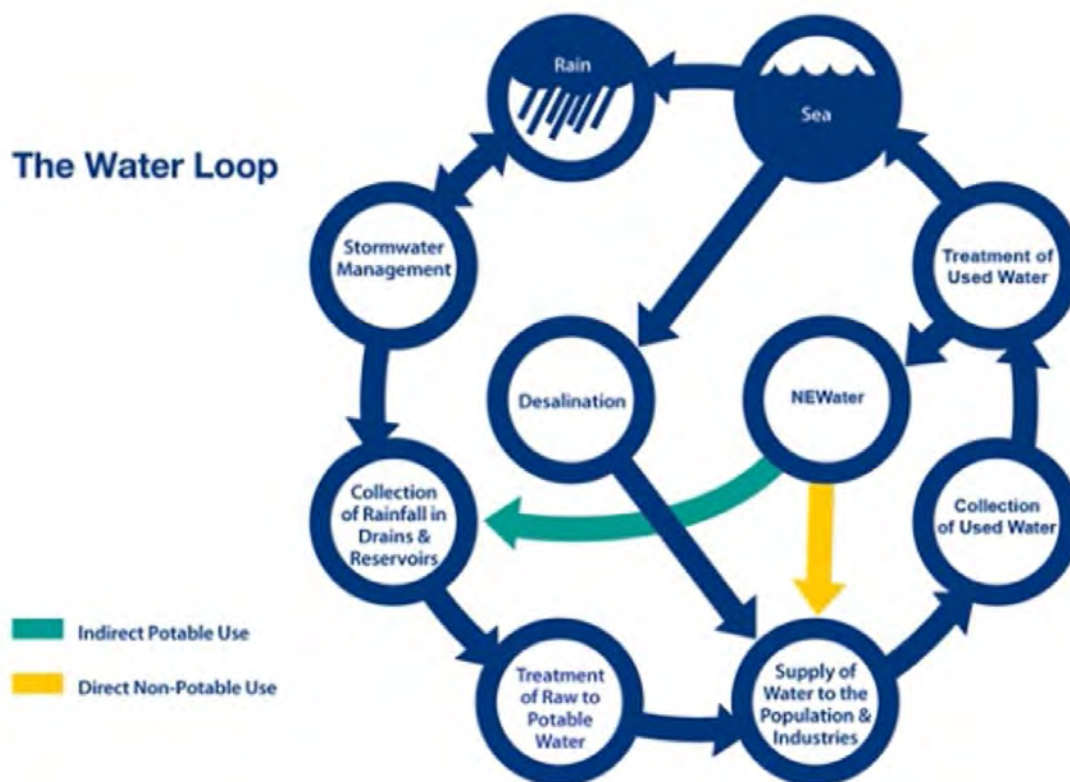 The Water Loop
Rain
Sea
Stormwater
Management
Treatment of
Used Water
Desalination
NEWater
Collection
of Rainfall in
Drains &
Reservoirs
Collection
of Used Water
Indirect Potable Use
Direct Non-Potable Use
Treatment
of Raw to
Potable
Water
Supply of
Water to the
Population &
Industries